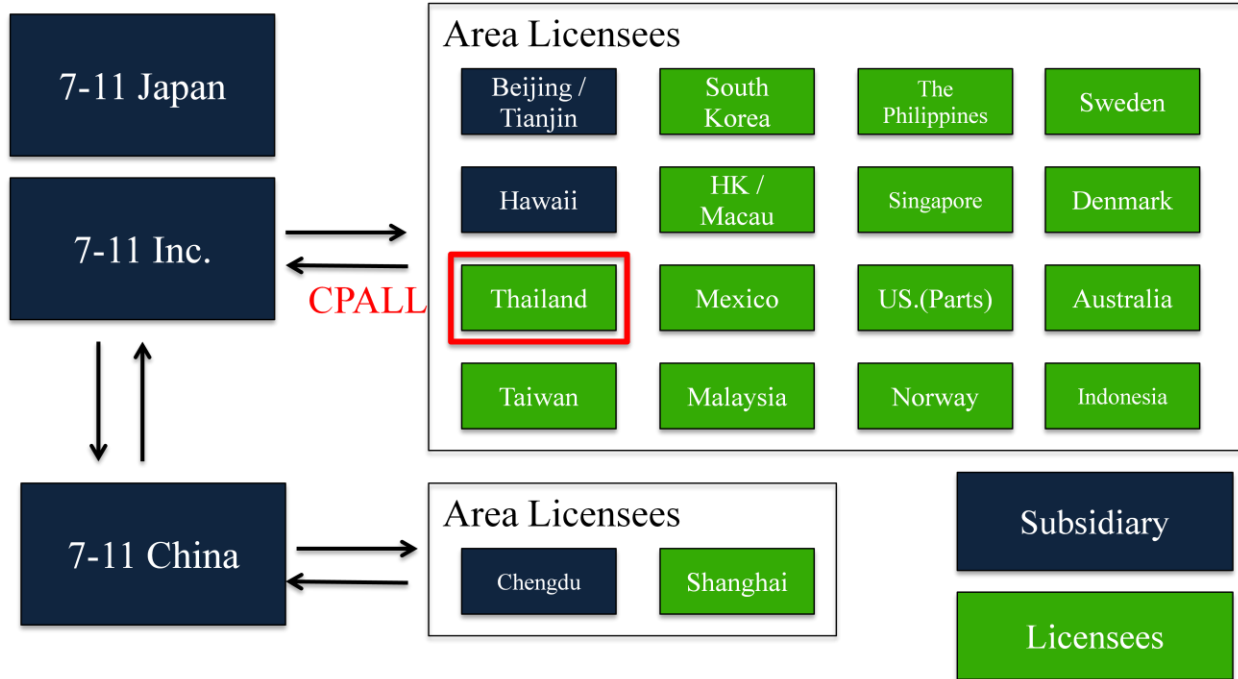 7-11 Japan
7-11 Inc.
Area Licensees
Beijing /
Tianjin
South
Korea
The
Philippines
Sweden
Hawaii
HK /
Macau
Singapore
Denmark
CPALL
Thailand
Mexico
US.(Parts)
Australia
Taiwan
Malaysia
Norway
Indonesia
7-11 China
Area Licensees
Chengdu
Shanghai
Subsidiary
Licensees